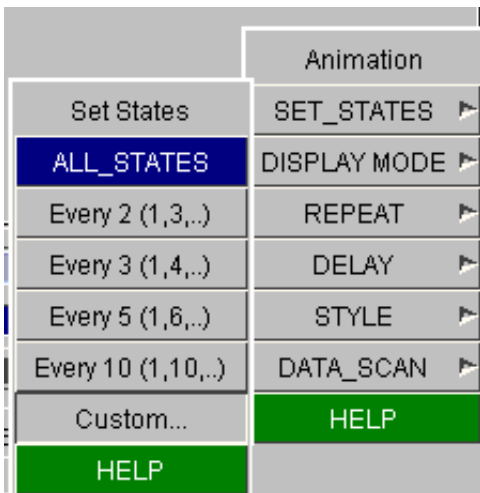 Animation
SET_STATES
DISPLAY MODE
REPEAT
DELAY
STYLE
DATA_SCAN
HELP
Set States
ALL_STATES
Every 2 (1,3,..)
Every 3 (1,4,..)
Every 5 (1,6,..)
Every 10 (1,10,..)
Custom...
HELP